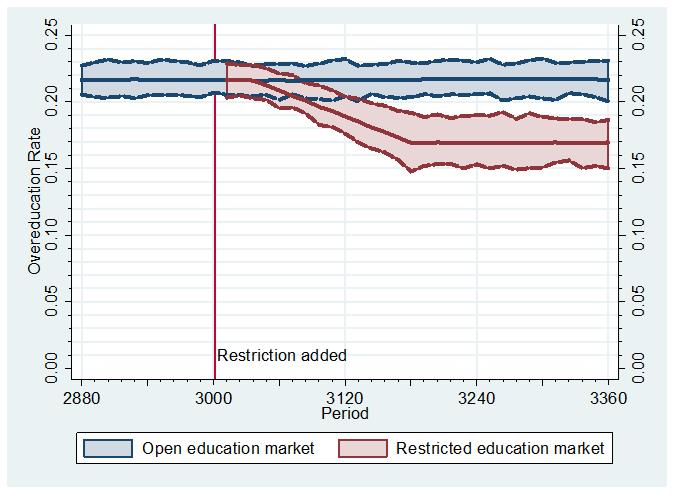 0.25
0.20
0.15
0.10
0.05
0.00
Overeducation Rate
0.25
0.20
0.15
0.10
0.05
0.00
Restriction added
2880 3000 3120 3240 3360
Period
Open education market Restricted education market